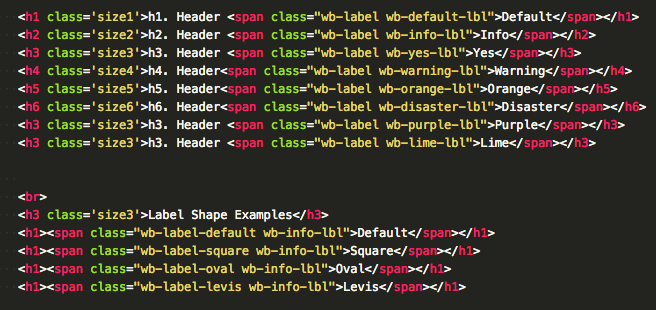 <h1 class='size1'>h1. Header <span class="wb-label wb-default-lbl">Default</span></h1>
<h2 class='size2'>h2. Header <span class="wb-label wb-info-lbl">Info</span></h2>
<h3 class='size3'>h3. Header <span class="wb-label wb-yes-lbl">Yes</span></h3>
<h4 class='size4'>h4. Header<span class="wb-label wb-warning-lbl">Warning</span></h4>
<h5 class='size5'>h5. Header<span class="wb-label wb-orange-lbl">Orange</span></h5>
<h6 class='size6'>h6. Header<span class="wb-label wb-disaster-lbl">Disaster</span></h6>
<h3 class='size3'>h3. Header <span class="wb-label wb-purple-lbl">Purple</span></h3>
<h3 class='size3'>h3. Header <span class="wb-label wb-lime-lbl">Lime</span></h3>
<br>
<h3 class='size3'>Label Shape Examples</h3>
<h1><span class="wb-label-default wb-info-lbl">Default</span></h1>
<h1><span class="wb-label-square wb-info-lbl">Square</span></h1>
<h1><span class="wb-label-oval wb-info-lbl">Oval</span></h1>
<h1><span class="wb-label-levis wb-info-lbl">Levis</span></h1>